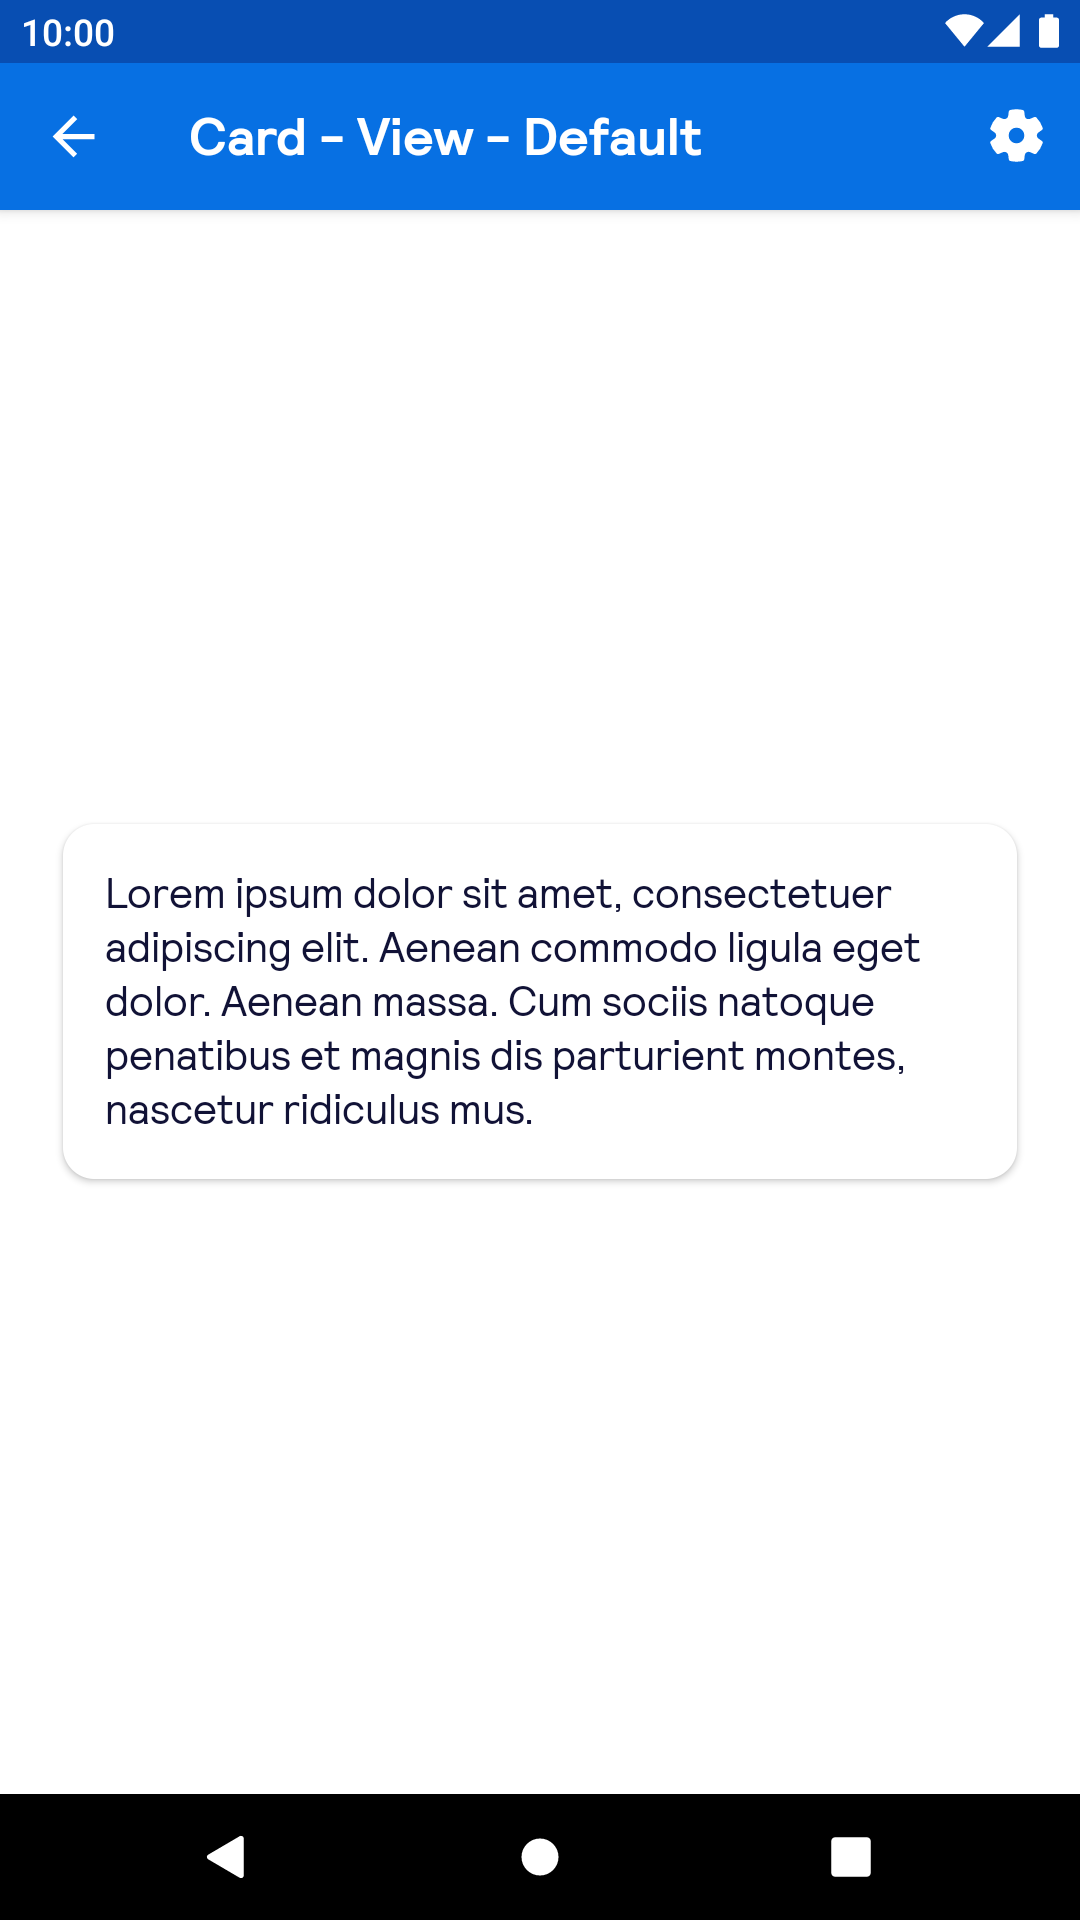 10:00
Card - View - Default
Lorem ipsum dolor sit amet, consectetuer
adipiscing elit. Aenean commodo ligula eget
dolor. Aenean massa. Cum sociis natoque
penatibus et magnis dis parturient montes,
nascetur ridiculus mus.